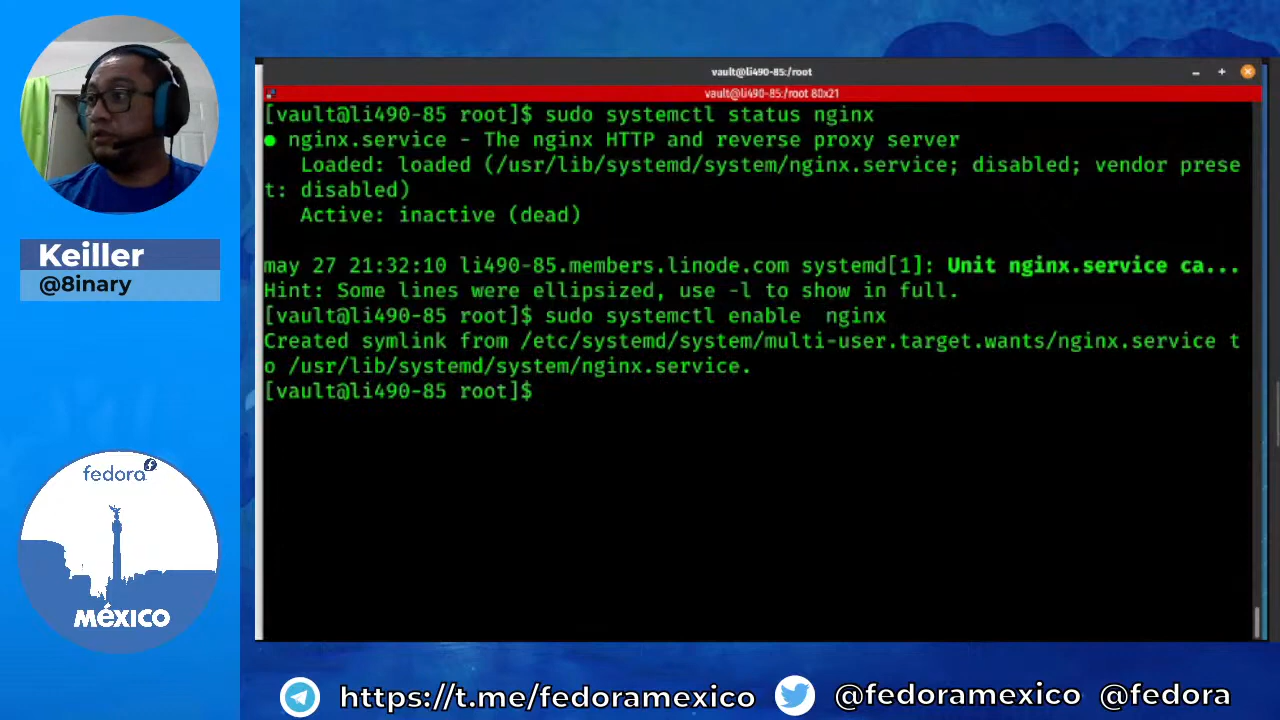 vault@li490-85:/root
vault@li490-85:/root 80x21
[vault@li490-85 root]$ sudo systemctl status nginx
● nginx.service - The nginx HTTP and reverse proxy server
   Loaded: loaded (/usr/lib/systemd/system/nginx.service; disabled; vendor prese
t: disabled)
   Active: inactive (dead)
may 27 21:32:10 li490-85.members.linode.com systemd[1]: Unit nginx.service ca...
Hint: Some lines were ellipsized, use -l to show in full.
[vault@li490-85 root]$ sudo systemctl enable  nginx
Created symlink from /etc/systemd/system/multi-user.target.wants/nginx.service t
o /usr/lib/systemd/system/nginx.service.
[vault@li490-85 root]$
Keiller
@8inary
fedora
méxico
https://t.me/fedoramexico
@fedoramexico @fedora